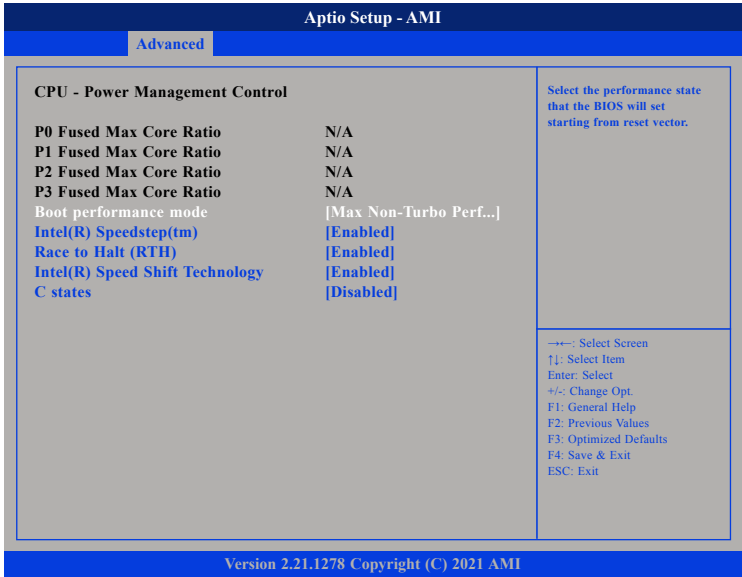 Aptio Setup - AMI
Advanced
CPU - Power Management Control
P0 Fused Max Core Ratio N/A
P1 Fused Max Core Ratio N/A
P2 Fused Max Core Ratio N/A
P3 Fused Max Core Ratio N/A
Boot performance mode [Max Non-Turbo Perf...]
Intel(R) Speedstep(tm) [Enabled]
Race to Halt (RTH) [Enabled]
Intel(R) Speed Shift Technology [Enabled]
C states [Disabled]
Select the performance state
that the BIOS will set
starting from reset vector.
→←: Select Screen
↑↓: Select Item
Enter: Select
+/-: Change Opt.
F1: General Help
F2: Previous Values
F3: Optimized Defaults
F4: Save & Exit
ESC: Exit
Version 2.21.1278 Copyright (C) 2021 AMI